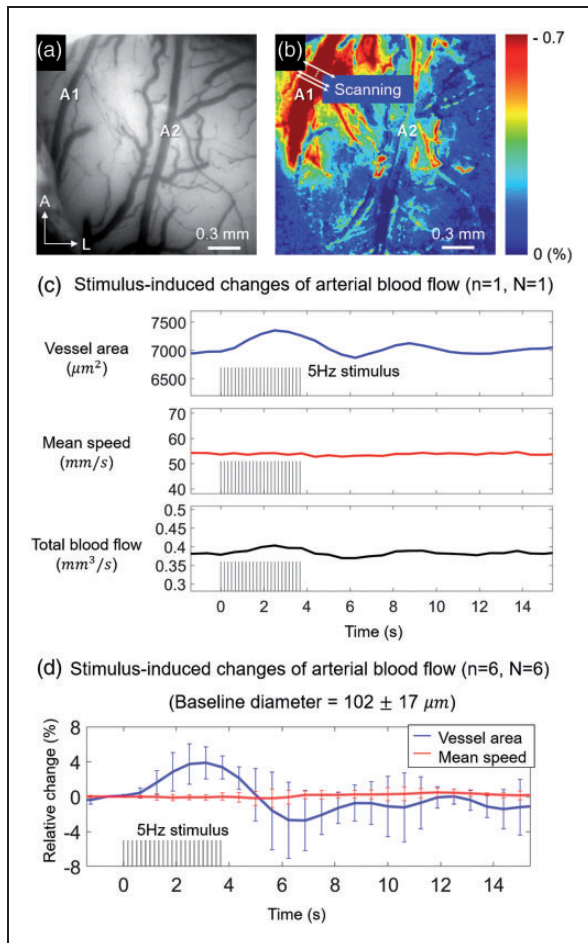 (a)
A1
A2
A
L
0.3 mm
(b)
Scanning
A1
A2
0.3 mm
- 0.7
0 (%)
(c) Stimulus-induced changes of arterial blood flow (n=1, N=1)
Vessel area
(μm²)
7500
7000
6500
5Hz stimulus
Mean speed
(mm/s)
70
60
50
40
Total blood flow
(mm³/s)
0.5
0.45
0.4
0.35
0.3
0 2 4 6 8 10 12 14
Time (s)
(d) Stimulus-induced changes of arterial blood flow (n=6, N=6)
(Baseline diameter = 102 ± 17 μm)
Relative change (%)
8
4
0
-4
-8
Vessel area
Mean speed
5Hz stimulus
0 2 4 6 8 10 12 14
Time (s)